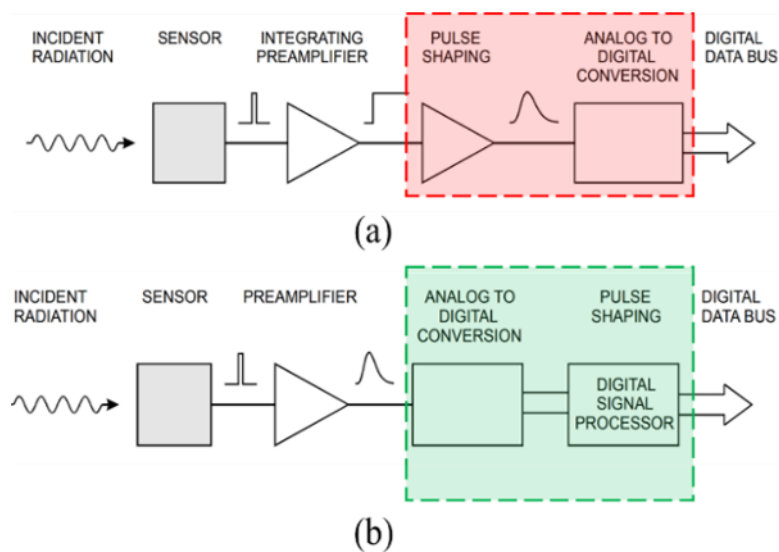 INCIDENT
RADIATION
SENSOR
INTEGRATING
PREAMPLIFIER
PULSE
SHAPING
ANALOG TO
DIGITAL
CONVERSION
DIGITAL
DATA BUS
(a)
INCIDENT
RADIATION
SENSOR
PREAMPLIFIER
ANALOG TO
DIGITAL
CONVERSION
PULSE
SHAPING
DIGITAL
DATA BUS
DIGITAL
SIGNAL
PROCESSOR
(b)